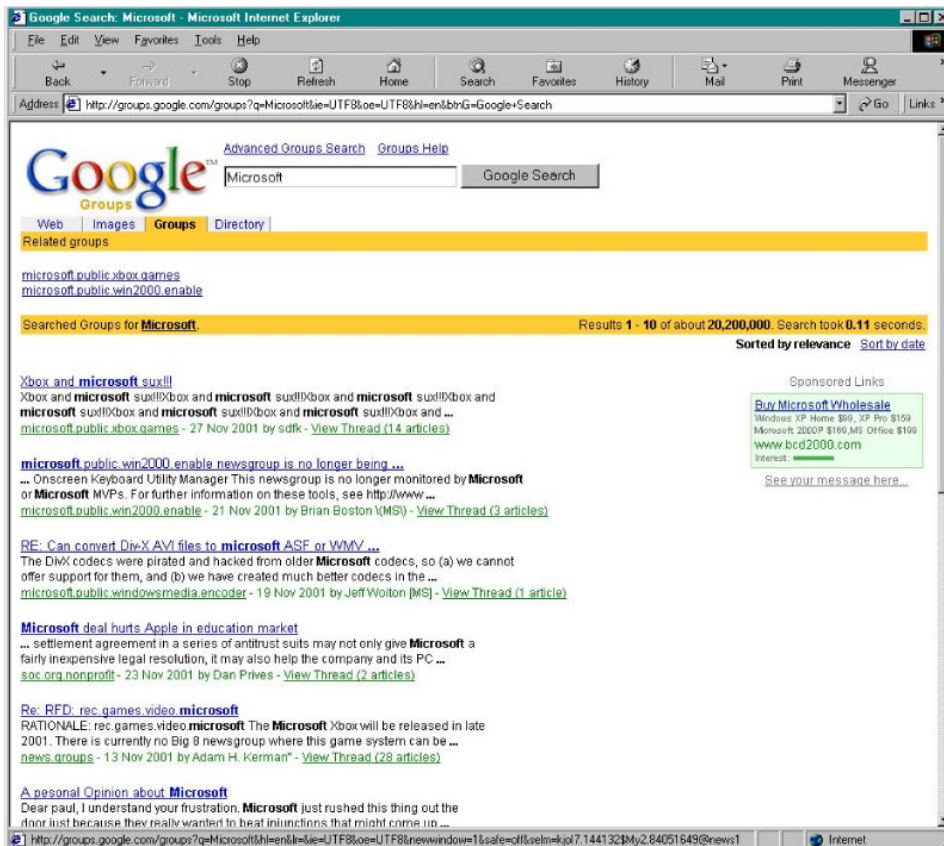 Google Search: Microsoft - Microsoft Internet Explorer
File Edit View Favorites Tools Help
Back Forward Stop Refresh Home Search Favorites History Mail Print Messenger
Address http://groups.google.com/groups?q=Microsoft&ie=UTF8&oe=UTF8&hl=en&btnG=Google+Search Go Links
Google™ Groups
Advanced Groups Search Groups Help
Microsoft Google Search
Web Images Groups Directory
Related groups
microsoft.public.xbox.games
microsoft.public.win2000.enable
Searched Groups for Microsoft. Results 1 - 10 of about 20,200,000. Search took 0.11 seconds.
Sorted by relevance Sort by date
Xbox and microsoft sux!!!
Xbox and microsoft sux!!!Xbox and microsoft sux!!!Xbox and microsoft sux!!!Xbox and
microsoft sux!!!Xbox and microsoft sux!!!Xbox and microsoft sux!!!Xbox and ...
microsoft.public.xbox.games - 27 Nov 2001 by sdfk - View Thread (14 articles)
microsoft.public.win2000.enable newsgroup is no longer being ...
... Onscreen Keyboard Utility Manager This newsgroup is no longer monitored by Microsoft
or Microsoft MVPs. For further information on these tools, see http://www ...
microsoft.public.win2000.enable - 21 Nov 2001 by Brian Boston \(MS\) - View Thread (3 articles)
RE: Can convert Div-X AVI files to microsoft ASF or WMV ...
The DivX codecs were pirated and hacked from older Microsoft codecs, so (a) we cannot
offer support for them, and (b) we have created much better codecs in the ...
microsoft.public.windowsmedia.encoder - 19 Nov 2001 by Jeff Woiton [MS] - View Thread (1 article)
Microsoft deal hurts Apple in education market
... settlement agreement in a series of antitrust suits may not only give Microsoft a
fairly inexpensive legal resolution, it may also help the company and its PC ...
soc.org.nonprofit - 23 Nov 2001 by Dan Prives - View Thread (2 articles)
Re: RFD: rec.games.video.microsoft
RATIONALE: rec.games.video.microsoft The Microsoft Xbox will be released in late
2001. There is currently no Big 8 newsgroup where this game system can be ...
news.groups - 13 Nov 2001 by Adam H. Kerman" - View Thread (28 articles)
A pesonal Opinion about Microsoft
Dear paul, I understand your frustration. Microsoft just rushed this thing out the
door just because they really wanted to beat injunctions that might come up ...
Sponsored Links
Buy Microsoft Wholesale
Windows XP Home $99, XP Pro $159
Microsoft 2000P $169,MS Office $199
www.bcd2000.com
Interest:
See your message here...
http://groups.google.com/groups?q=Microsoft&hl=en&lr=&ie=UTF8&oe=UTF8&newwindow=1&safe=off&selm=kjol7.144132$My2.84051649@news1 Internet